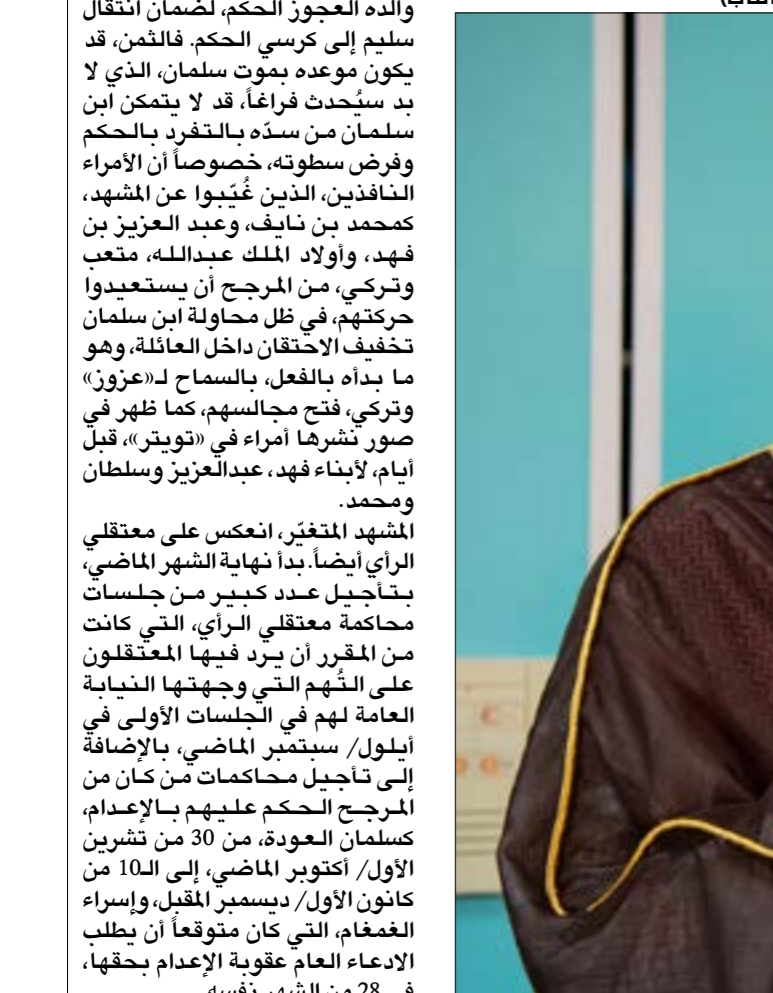 والده العجوز الحكم، لضمان انتقال
سليم إلى كرسي الحكم. فالثمن، قد
يكون موعده بموت سلمان، الذي لا
بد سيُحدث فراغاً، قد لا يتمكن ابن
سلمان من سدّه بالتفرد بالحكم
وفرض سطوته، خصوصاً أن الأمراء
النافذين، الذين غُيّبوا عن المشهد،
كمحمد بن نايف، وعبد العزيز بن
فهد، وأولاد الملك عبدالله، متعب
وتركي، من المرجح أن يستعيدوا
حركتهم، في ظل محاولة ابن سلمان
تخفيف الاحتقان داخل العائلة، وهو
ما بدأه بالفعل، بالسماح لـ«عزوز»
وتركي، فتح مجالسهم، كما ظهر في
صور نشرها أمراء في «تويتر»، قبل
أيام، لأبناء فهد، عبدالعزيز وسلطان
ومحمد.
المشهد المتغيّر، انعكس على معتقلي
الرأي أيضاً. بدأ نهاية الشهر الماضي،
بتأجيل عدد كبير من جلسات
محاكمة معتقلي الرأي، التي كانت
من المقرر أن يرد فيها المعتقلون
على التُهم التي وجهتها النيابة
العامة لهم في الجلسات الأولى في
أيلول/ سبتمبر الماضي، بالإضافة
إلى تأجيل محاكمات من كان من
المرجح الحكم عليهم بالإعدام،
كسلمان العودة، من 30 من تشرين
الأول/ أكتوبر الماضي، إلى الـ10 من
كانون الأول/ ديسمبر المقبل، وإسراء
الغمغام، التي كان متوقعاً أن يطلب
الادعاء العام عقوبة الإعدام بحقها،
في 28 من الشهر نفسه